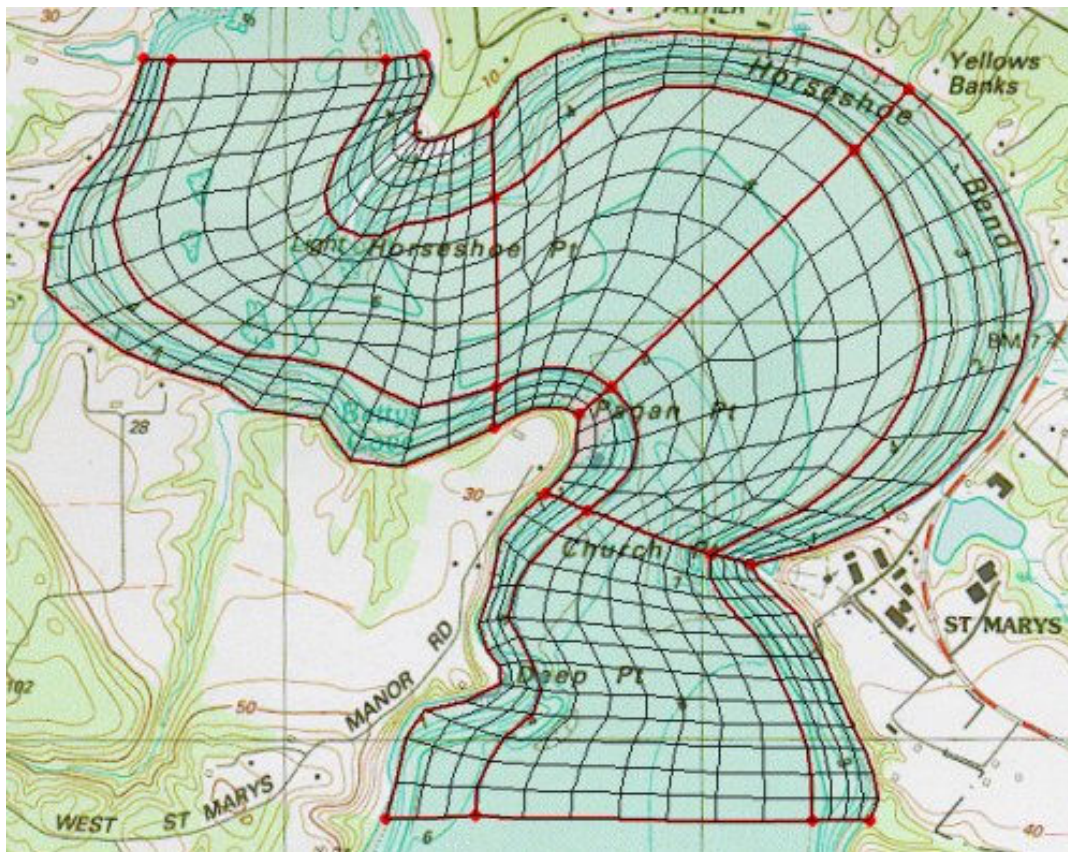 30
10
Horseshoe
Yellows
Banks
Bend
Light
Horseshoe Pt
BM 7
Pagan Pt
28
30
Church Pt
ST MARYS
Deep Pt
MANOR RD
50
102
WEST ST MARYS
6
40